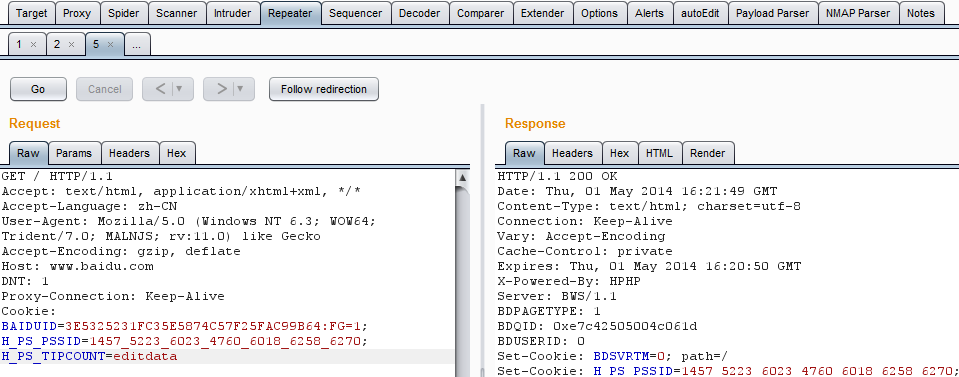 Target Proxy Spider Scanner Intruder Repeater Sequencer Decoder Comparer Extender Options Alerts autoEdit Payload Parser NMAP Parser Notes
1 × 2 × 5 × ...
Go Cancel < | ▼ > | ▼ Follow redirection
Request
Raw Params Headers Hex
GET / HTTP/1.1
Accept: text/html, application/xhtml+xml, */*
Accept-Language: zh-CN
User-Agent: Mozilla/5.0 (Windows NT 6.3; WOW64;
Trident/7.0; MALNJS; rv:11.0) like Gecko
Accept-Encoding: gzip, deflate
Host: www.baidu.com
DNT: 1
Proxy-Connection: Keep-Alive
Cookie:
BAIDUID=3E5325231FC35E5874C57F25FAC99B64:FG=1;
H_PS_PSSID=1457_5223_6023_4760_6018_6258_6270;
H_PS_TIPCOUNT=editdata
Response
Raw Headers Hex HTML Render
HTTP/1.1 200 OK
Date: Thu, 01 May 2014 16:21:49 GMT
Content-Type: text/html; charset=utf-8
Connection: Keep-Alive
Vary: Accept-Encoding
Cache-Control: private
Expires: Thu, 01 May 2014 16:20:50 GMT
X-Powered-By: HPHP
Server: BWS/1.1
BDPAGETYPE: 1
BDQID: 0xe7c42505004c061d
BDUSERID: 0
Set-Cookie: BDSVRTM=0; path=/
Set-Cookie: H_PS_PSSID=1457_5223_6023_4760_6018_6258_6270;